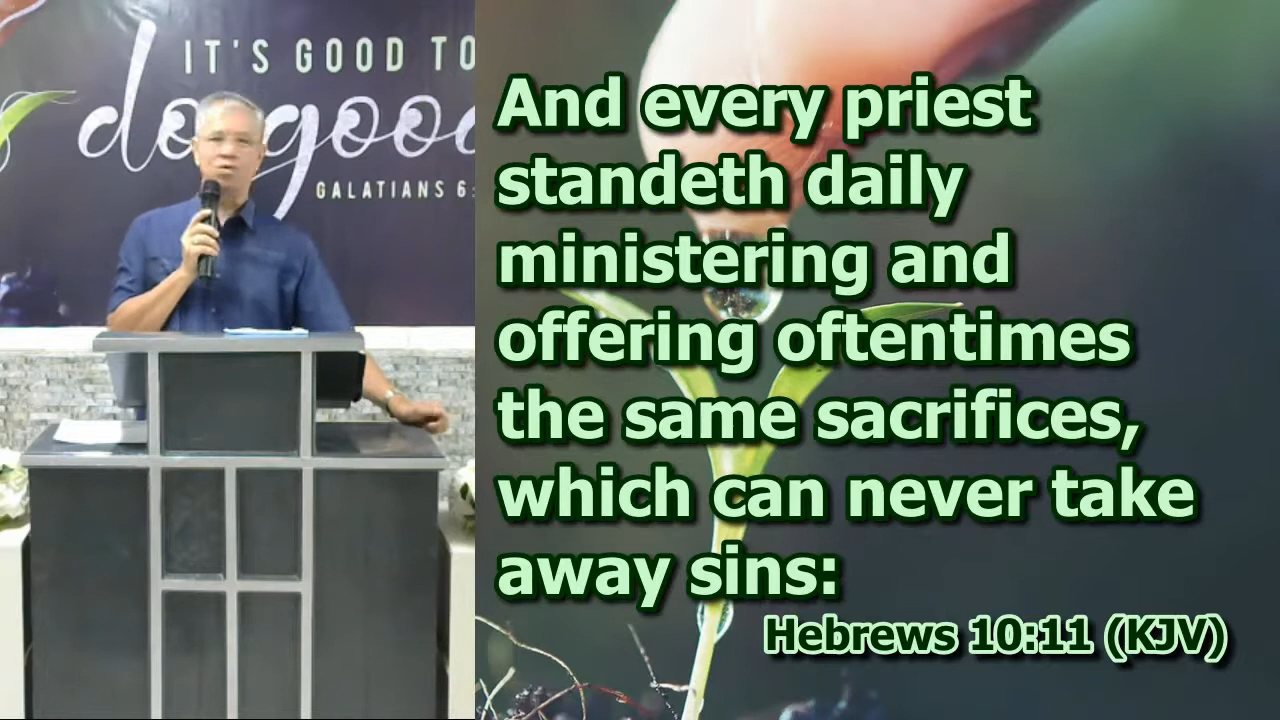 IT'S GOOD TO
do good
GALATIANS 6:
And every priest
standeth daily
ministering and
offering oftentimes
the same sacrifices,
which can never take
away sins:
Hebrews 10:11 (KJV)